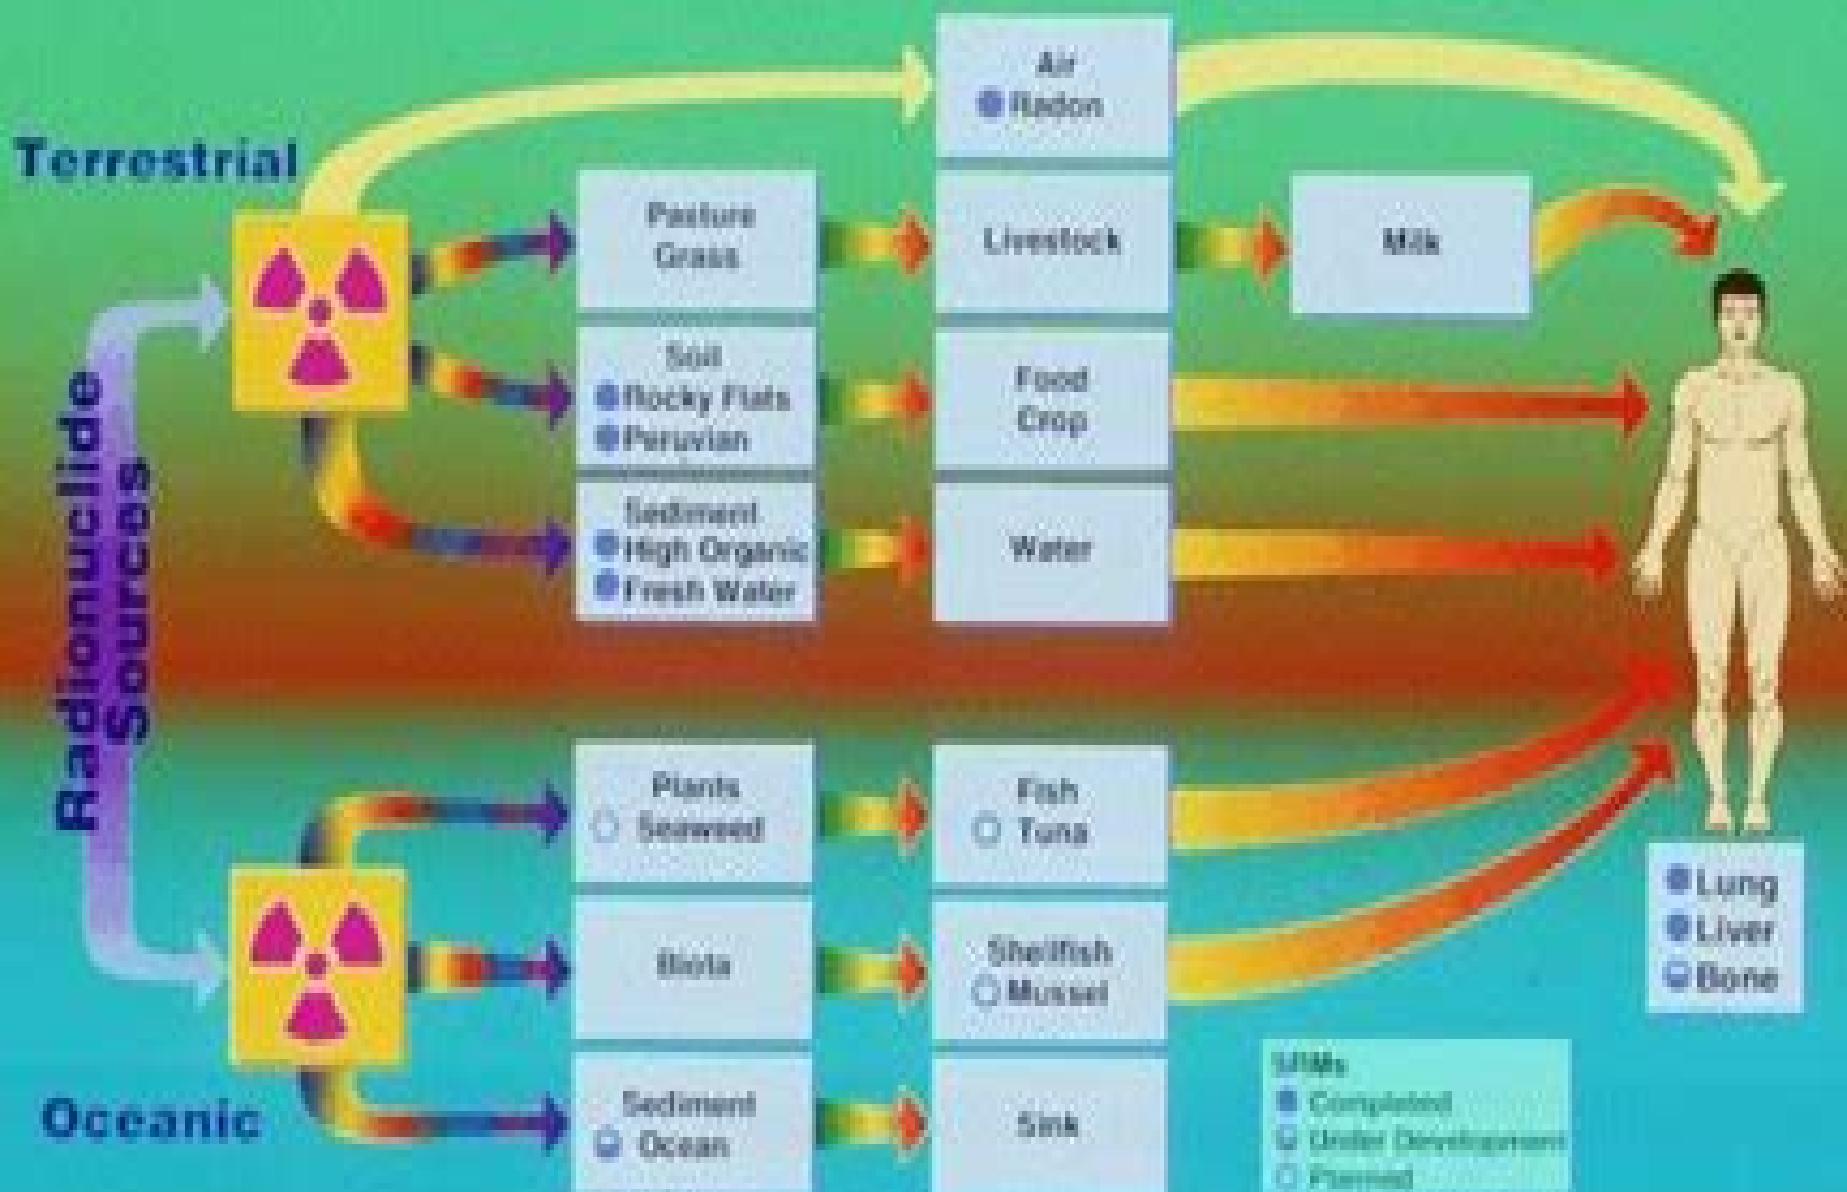 Terrestrial
Radionuclide
Sources
Air
Radon
Pasture
Grass
Livestock
Milk
Soil
Rocky Flats
Peruvian
Food
Crop
Sediment
High Organic
Fresh Water
Water
Plants
Seaweed
Fish
Tuna
Biota
Shellfish
Mussel
Sediment
Ocean
Sink
Oceanic
Lung
Liver
Bone
SRMs
Completed
Under Development
Planned